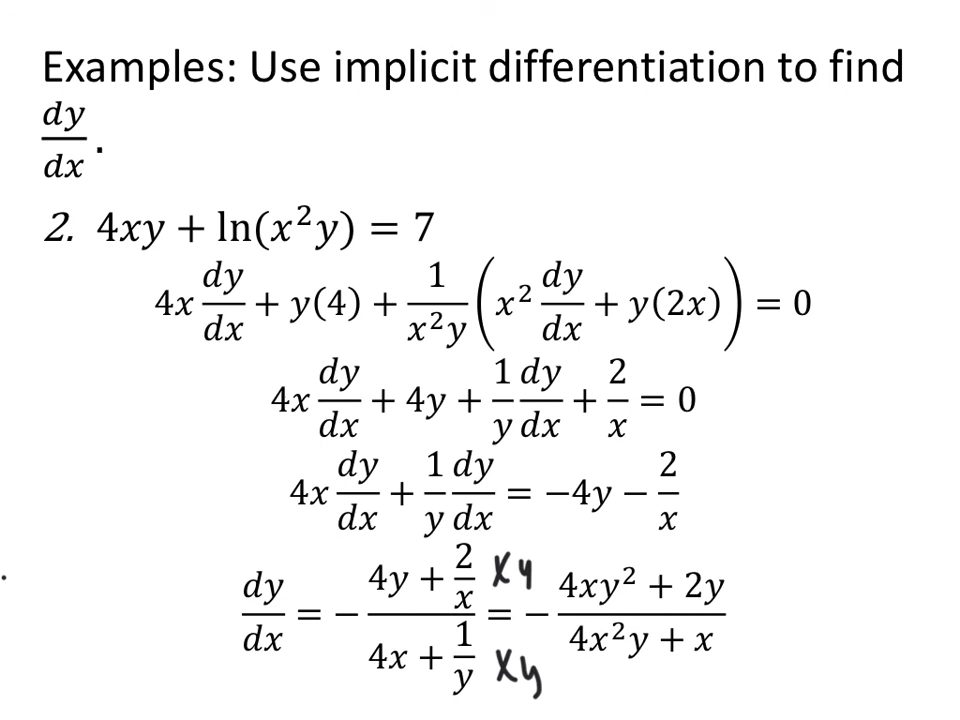 Examples: Use implicit differentiation to find
dy/dx.
2. 4xy + ln(x²y) = 7
4x dy/dx + y(4) + 1/(x²y) (x² dy/dx + y(2x)) = 0
4x dy/dx + 4y + 1/y dy/dx + 2/x = 0
4x dy/dx + 1/y dy/dx = −4y − 2/x
dy/dx = − (4y + 2/x)/(4x + 1/y) xy/xy = − (4xy² + 2y)/(4x²y + x)